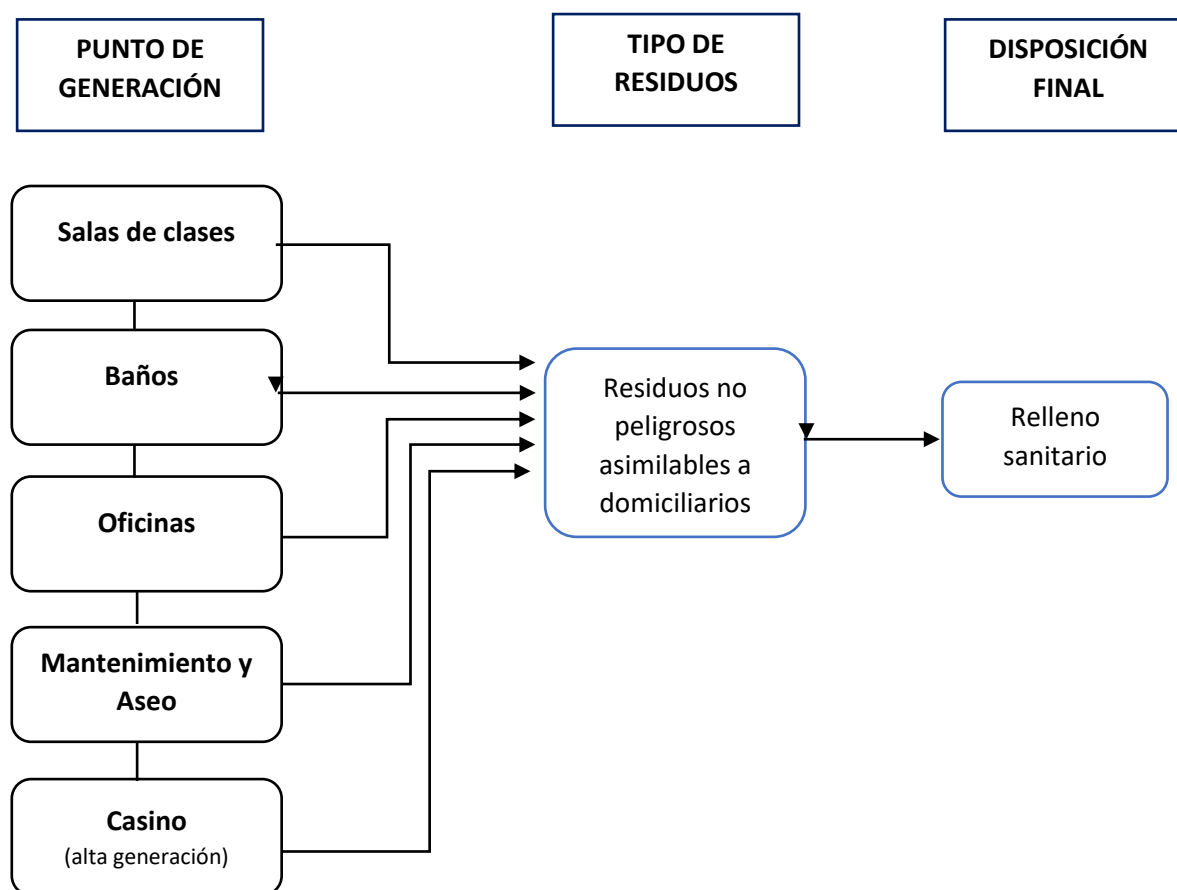 PUNTO DE
GENERACIÓN
TIPO DE
RESIDUOS
DISPOSICIÓN
FINAL
Salas de clases
Baños
Oficinas
Mantenimiento y
Aseo
Casino
(alta generación)
Residuos no
peligrosos
asimilables a
domiciliarios
Relleno
sanitario